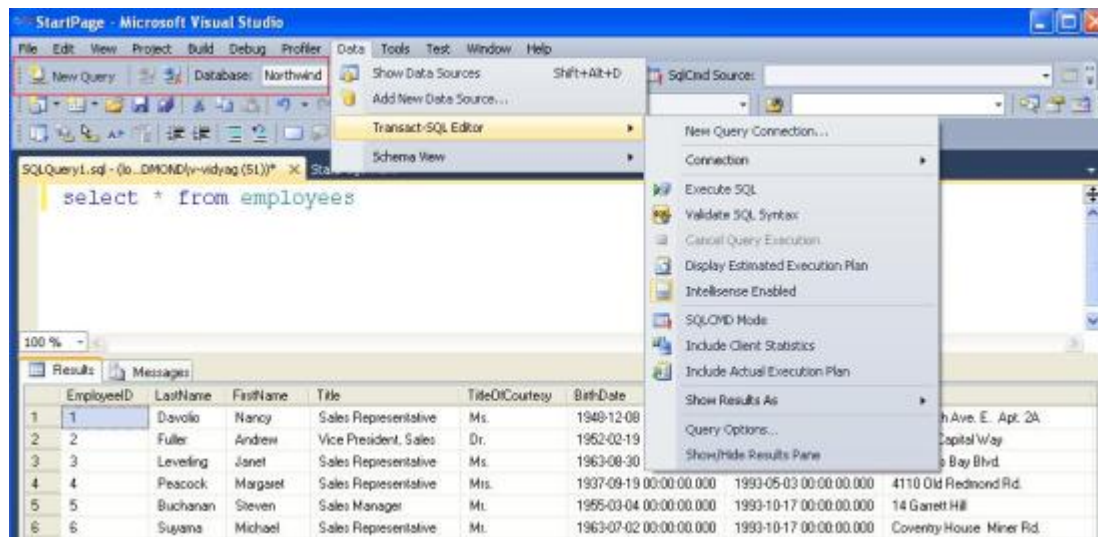 StartPage - Microsoft Visual Studio
File Edit View Project Build Debug Profiler Data Tools Test Window Help
New Query Database: Northwind SqlCmd Source:
Show Data Sources Shift+Alt+D
Add New Data Source...
Transact-SQL Editor
Schema View
New Query Connection...
Connection
Execute SQL
Validate SQL Syntax
Cancel Query Execution
Display Estimated Execution Plan
Intellisense Enabled
SQLCMD Mode
Include Client Statistics
Include Actual Execution Plan
Show Results As
Query Options...
Show/Hide Results Pane
SQLQuery1.sql - (lo...DMOND\v-vidyag (51))*
select * from employees
100 %
Results Messages
EmployeeID LastName FirstName Title TitleOfCourtesy BirthDate
1 1 Davolio Nancy Sales Representative Ms. 1948-12-08 h Ave. E. Apt. 2A
2 2 Fuller Andrew Vice President, Sales Dr. 1952-02-19 Capital Way
3 3 Leverling Janet Sales Representative Ms. 1963-08-30 Bay Blvd.
4 4 Peacock Margaret Sales Representative Mrs. 1937-09-19 00:00:00.000 1993-05-03 00:00:00.000 4110 Old Redmond Rd.
5 5 Buchanan Steven Sales Manager Mr. 1955-03-04 00:00:00.000 1993-10-17 00:00:00.000 14 Garrett Hill
6 6 Suyama Michael Sales Representative Mr. 1963-07-02 00:00:00.000 1993-10-17 00:00:00.000 Coventry House Miner Rd.